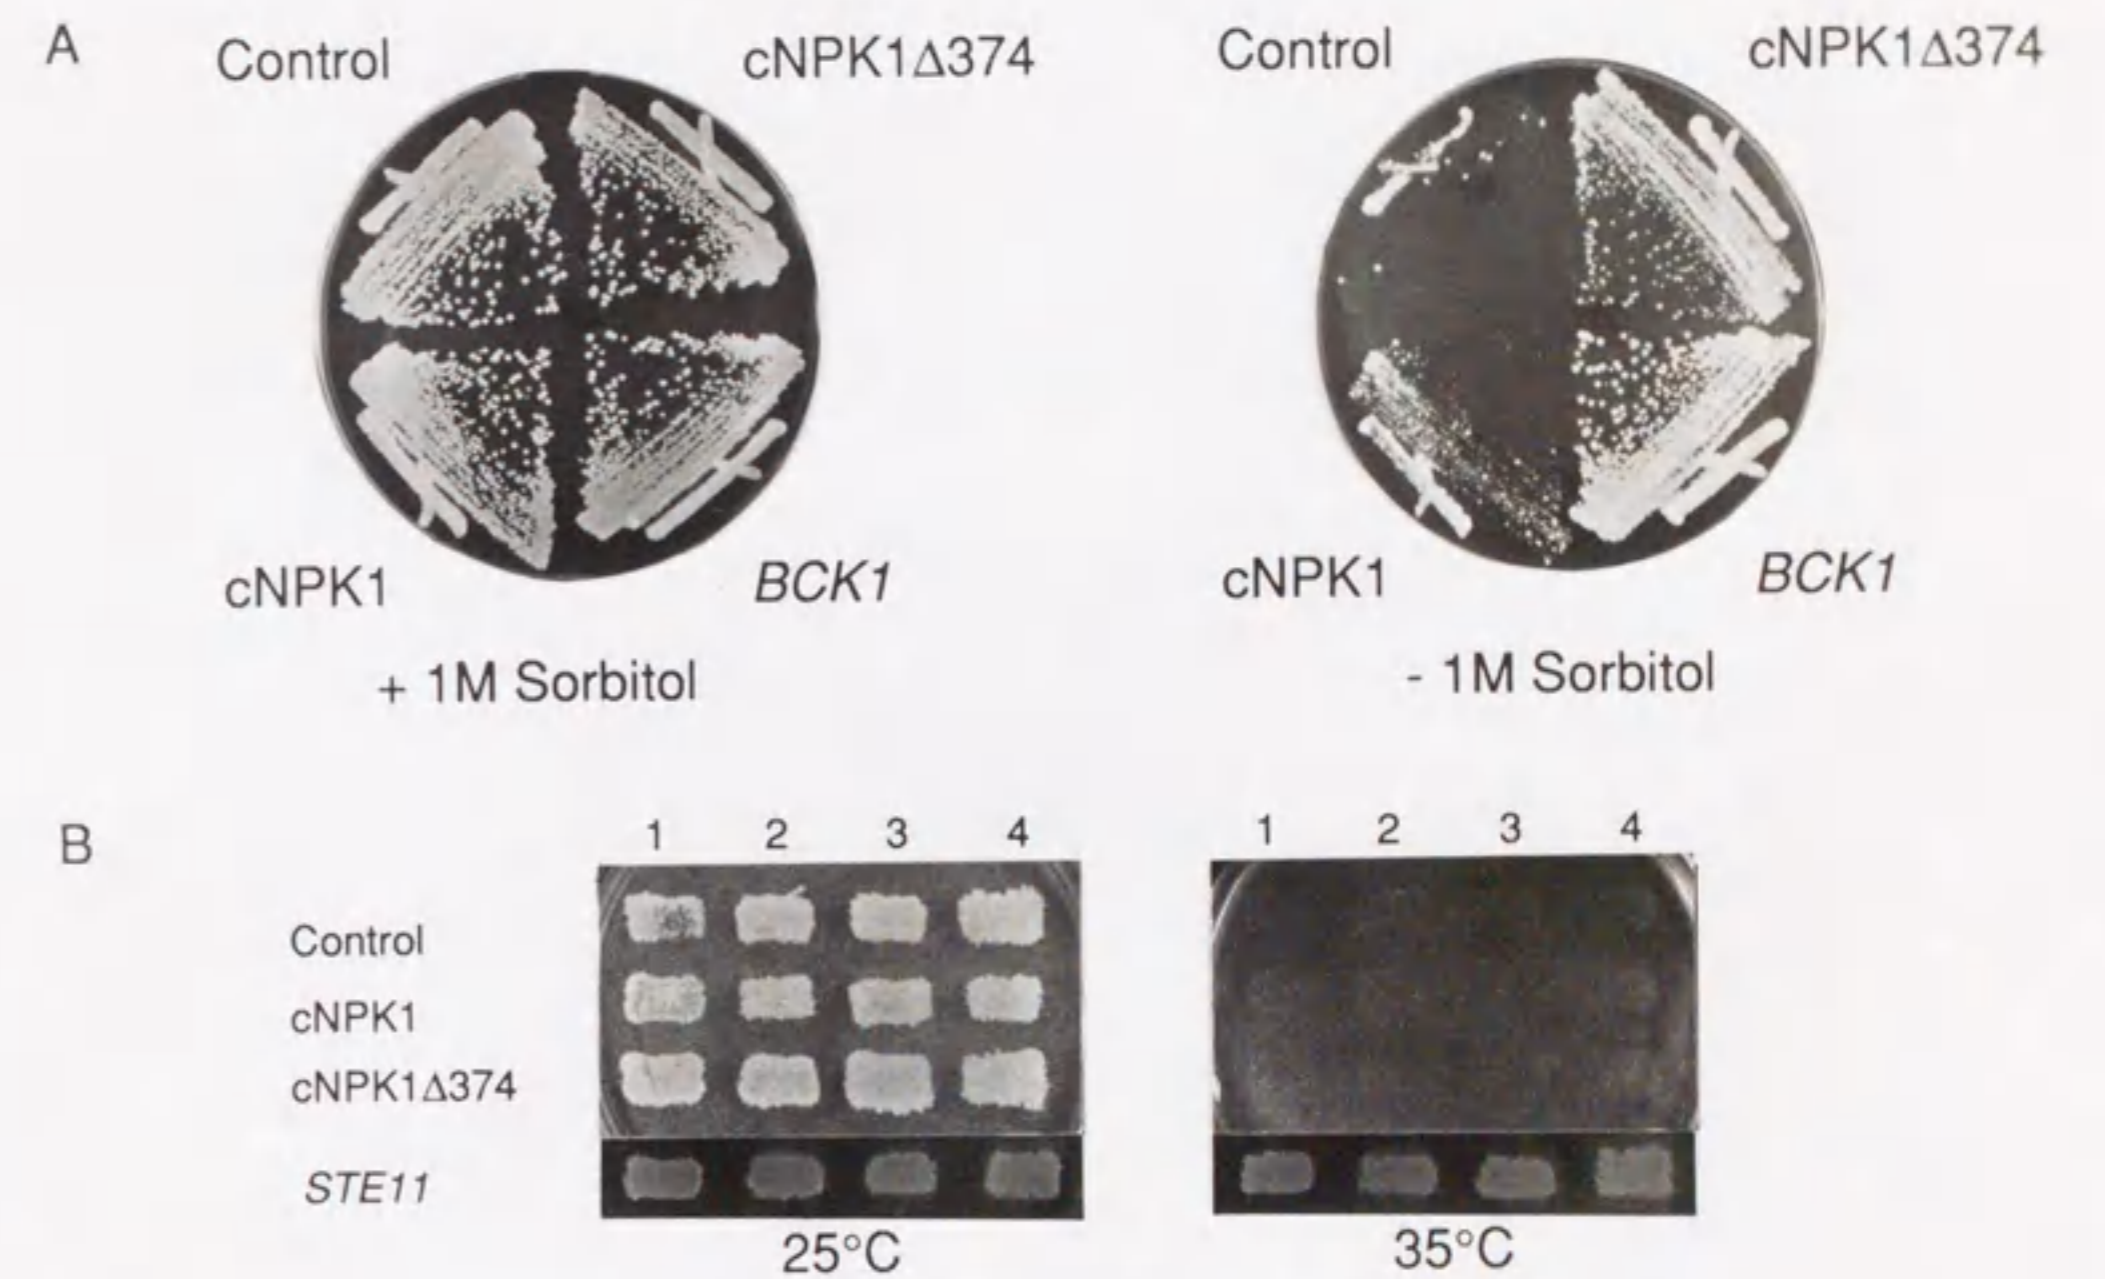 A
Control cNPK1Δ374 Control cNPK1Δ374
cNPK1 BCK1 cNPK1 BCK1
+ 1M Sorbitol - 1M Sorbitol
B
1 2 3 4 1 2 3 4
Control
cNPK1
cNPK1Δ374
STE11
25°C 35°C